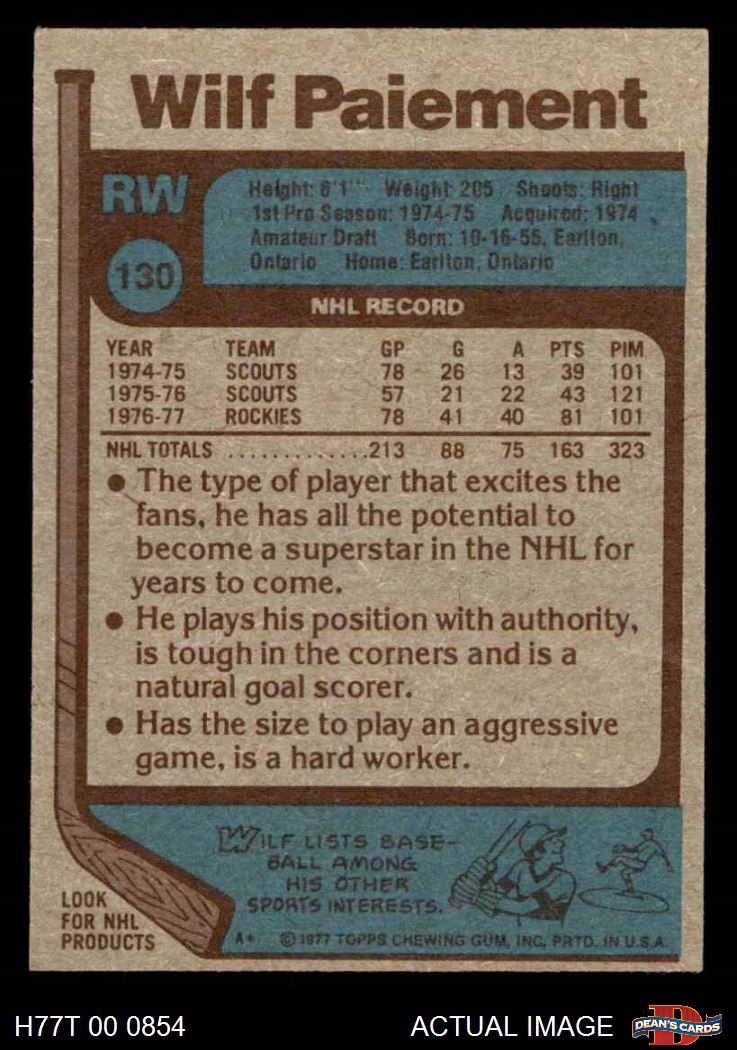 Wilf Paiement
RW
Height: 6'1" Weight: 205 Shoots: Right
1st Pro Season: 1974-75 Acquired: 1974
Amateur Draft Born: 10-16-55, Earlton,
Ontario Home: Earlton, Ontario
130
NHL RECORD
YEAR TEAM GP G A PTS PIM
1974-75 SCOUTS 78 26 13 39 101
1975-76 SCOUTS 57 21 22 43 121
1976-77 ROCKIES 78 41 40 81 101
NHL TOTALS .............213 88 75 163 323
● The type of player that excites the
fans, he has all the potential to
become a superstar in the NHL for
years to come.
● He plays his position with authority,
is tough in the corners and is a
natural goal scorer.
● Has the size to play an aggressive
game, is a hard worker.
WILF LISTS BASE-
BALL AMONG
HIS OTHER
SPORTS INTERESTS.
LOOK
FOR NHL
PRODUCTS
A+ © 1977 TOPPS CHEWING GUM, INC. PRTD. IN U.S.A.
H77T 00 0854 ACTUAL IMAGE
D
DEAN'S CARDS